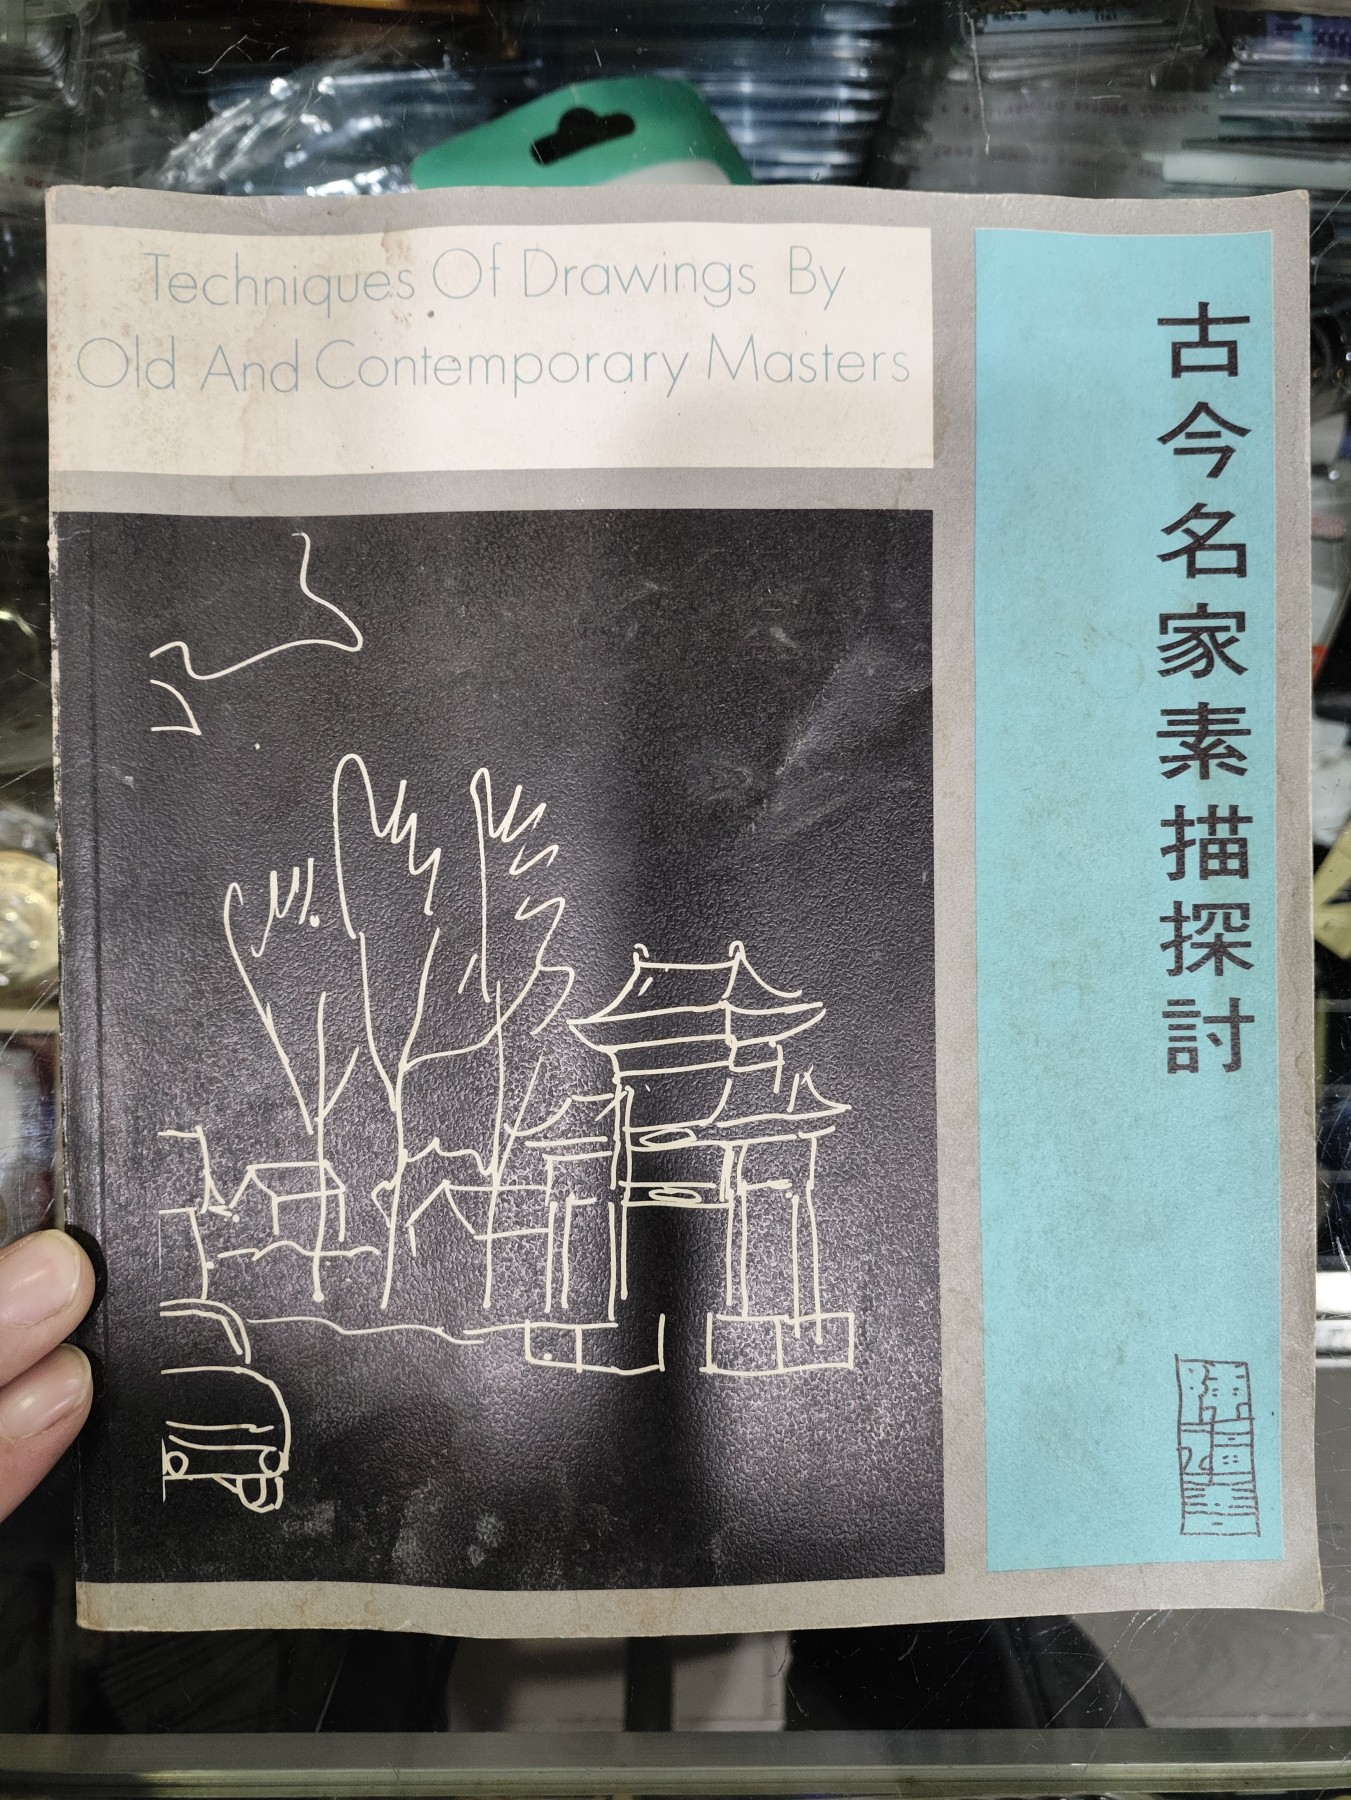 Techniques Of Drawings By
Old And Contemporary Masters
古今名家素描探討